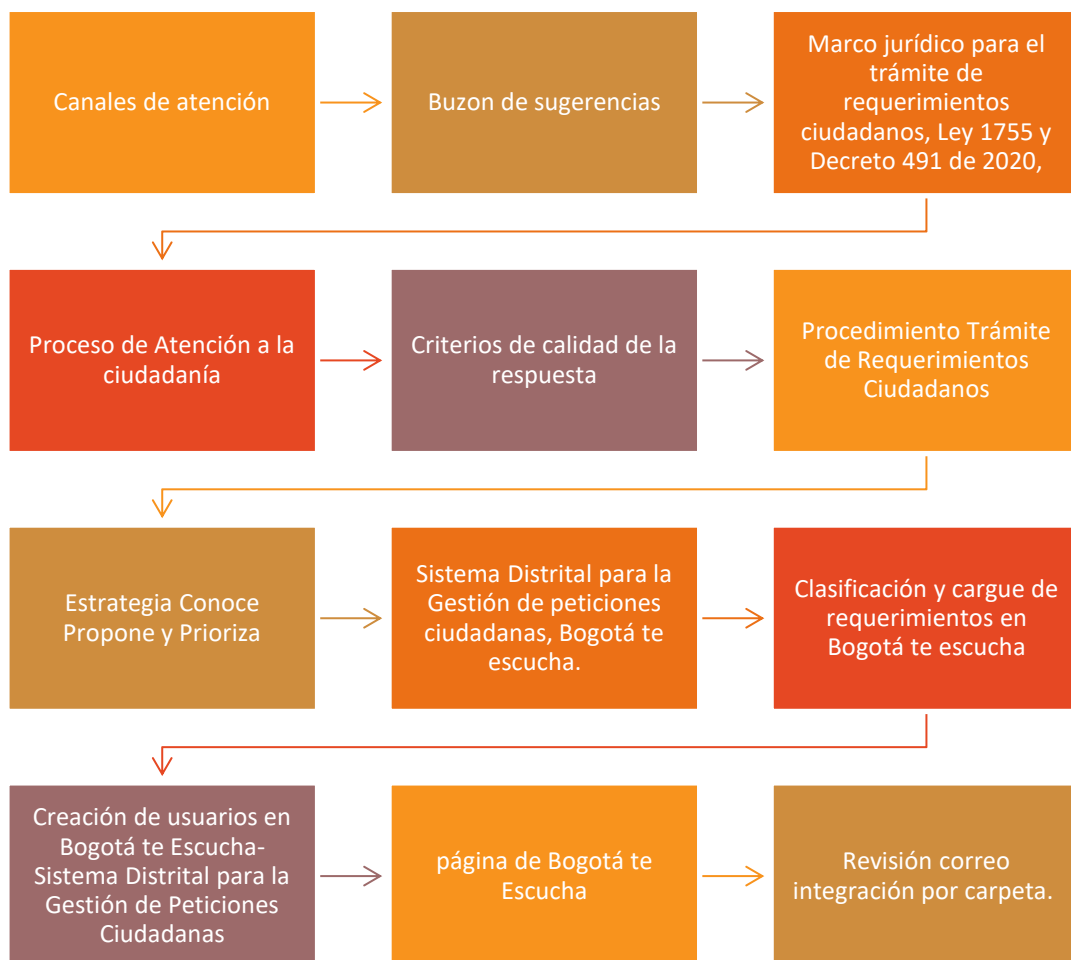 Canales de atención
Buzon de sugerencias
Marco jurídico para el
trámite de
requerimientos
ciudadanos, Ley 1755 y
Decreto 491 de 2020,
Proceso de Atención a la
ciudadanía
Criterios de calidad de la
respuesta
Procedimiento Trámite
de Requerimientos
Ciudadanos
Estrategia Conoce
Propone y Prioriza
Sistema Distrital para la
Gestión de peticiones
ciudadanas, Bogotá te
escucha.
Clasificación y cargue de
requerimientos en
Bogotá te escucha
Creación de usuarios en
Bogotá te Escucha-
Sistema Distrital para la
Gestión de Peticiones
Ciudadanas
página de Bogotá te
Escucha
Revisión correo
integración por carpeta.